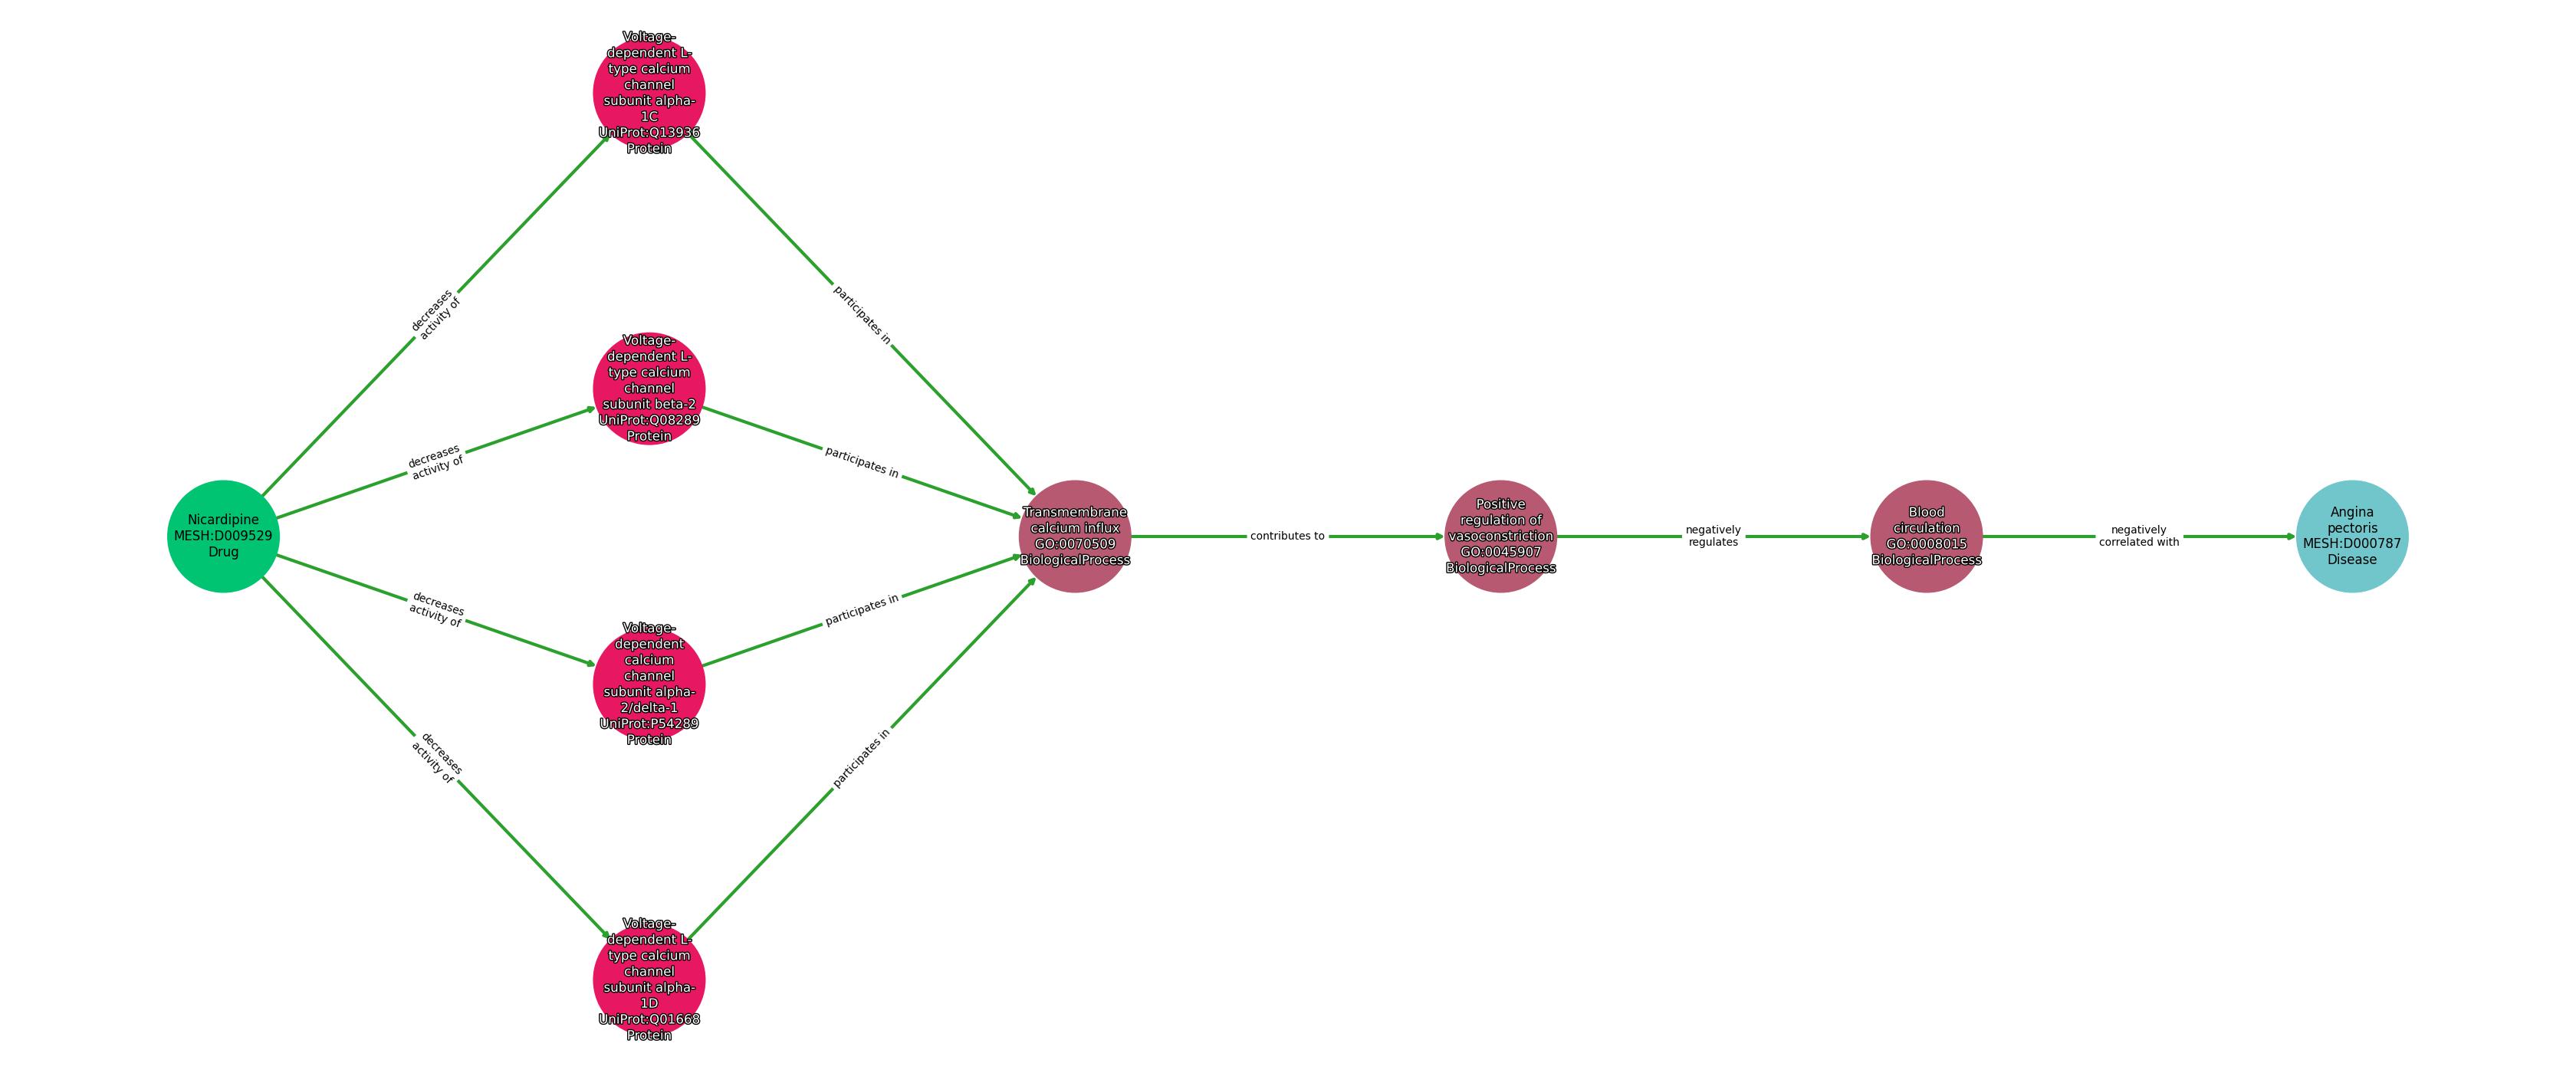 Voltage-
dependent L-
type calcium
channel
subunit alpha-
1C
UniProt:Q13936
Protein
decreases
activity of
participates in
Voltage-
dependent L-
type calcium
channel
subunit beta-2
UniProt:Q08289
Protein
decreases
activity of
participates in
Nicardipine
MESH:D009529
Drug
Transmembrane
calcium influx
GO:0070509
BiologicalProcess
contributes to
Positive
regulation of
vasoconstriction
GO:0045907
BiologicalProcess
negatively
regulates
Blood
circulation
GO:0008015
BiologicalProcess
negatively
correlated with
Angina
pectoris
MESH:D000787
Disease
decreases
activity of
participates in
Voltage-
dependent
calcium
channel
subunit alpha-
2/delta-1
UniProt:P54289
Protein
decreases
activity of
participates in
Voltage-
dependent L-
type calcium
channel
subunit alpha-
1D
UniProt:Q01668
Protein